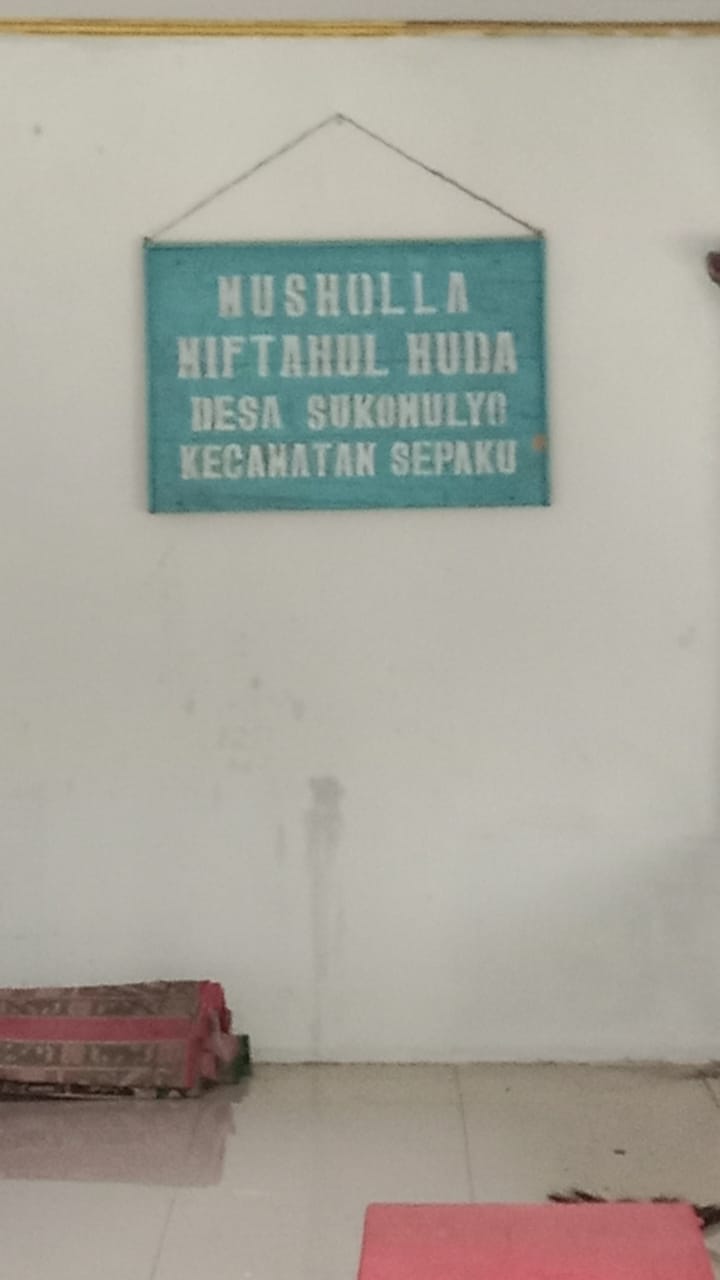 MUSHOLLA
MIFTAHUL HUDA
DESA SUKOMULYO
KECAMATAN SEPAKU